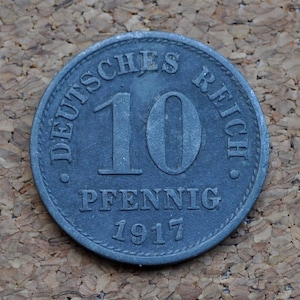 · DEUTSCHES REICH ·
10
PFENNIG
1917